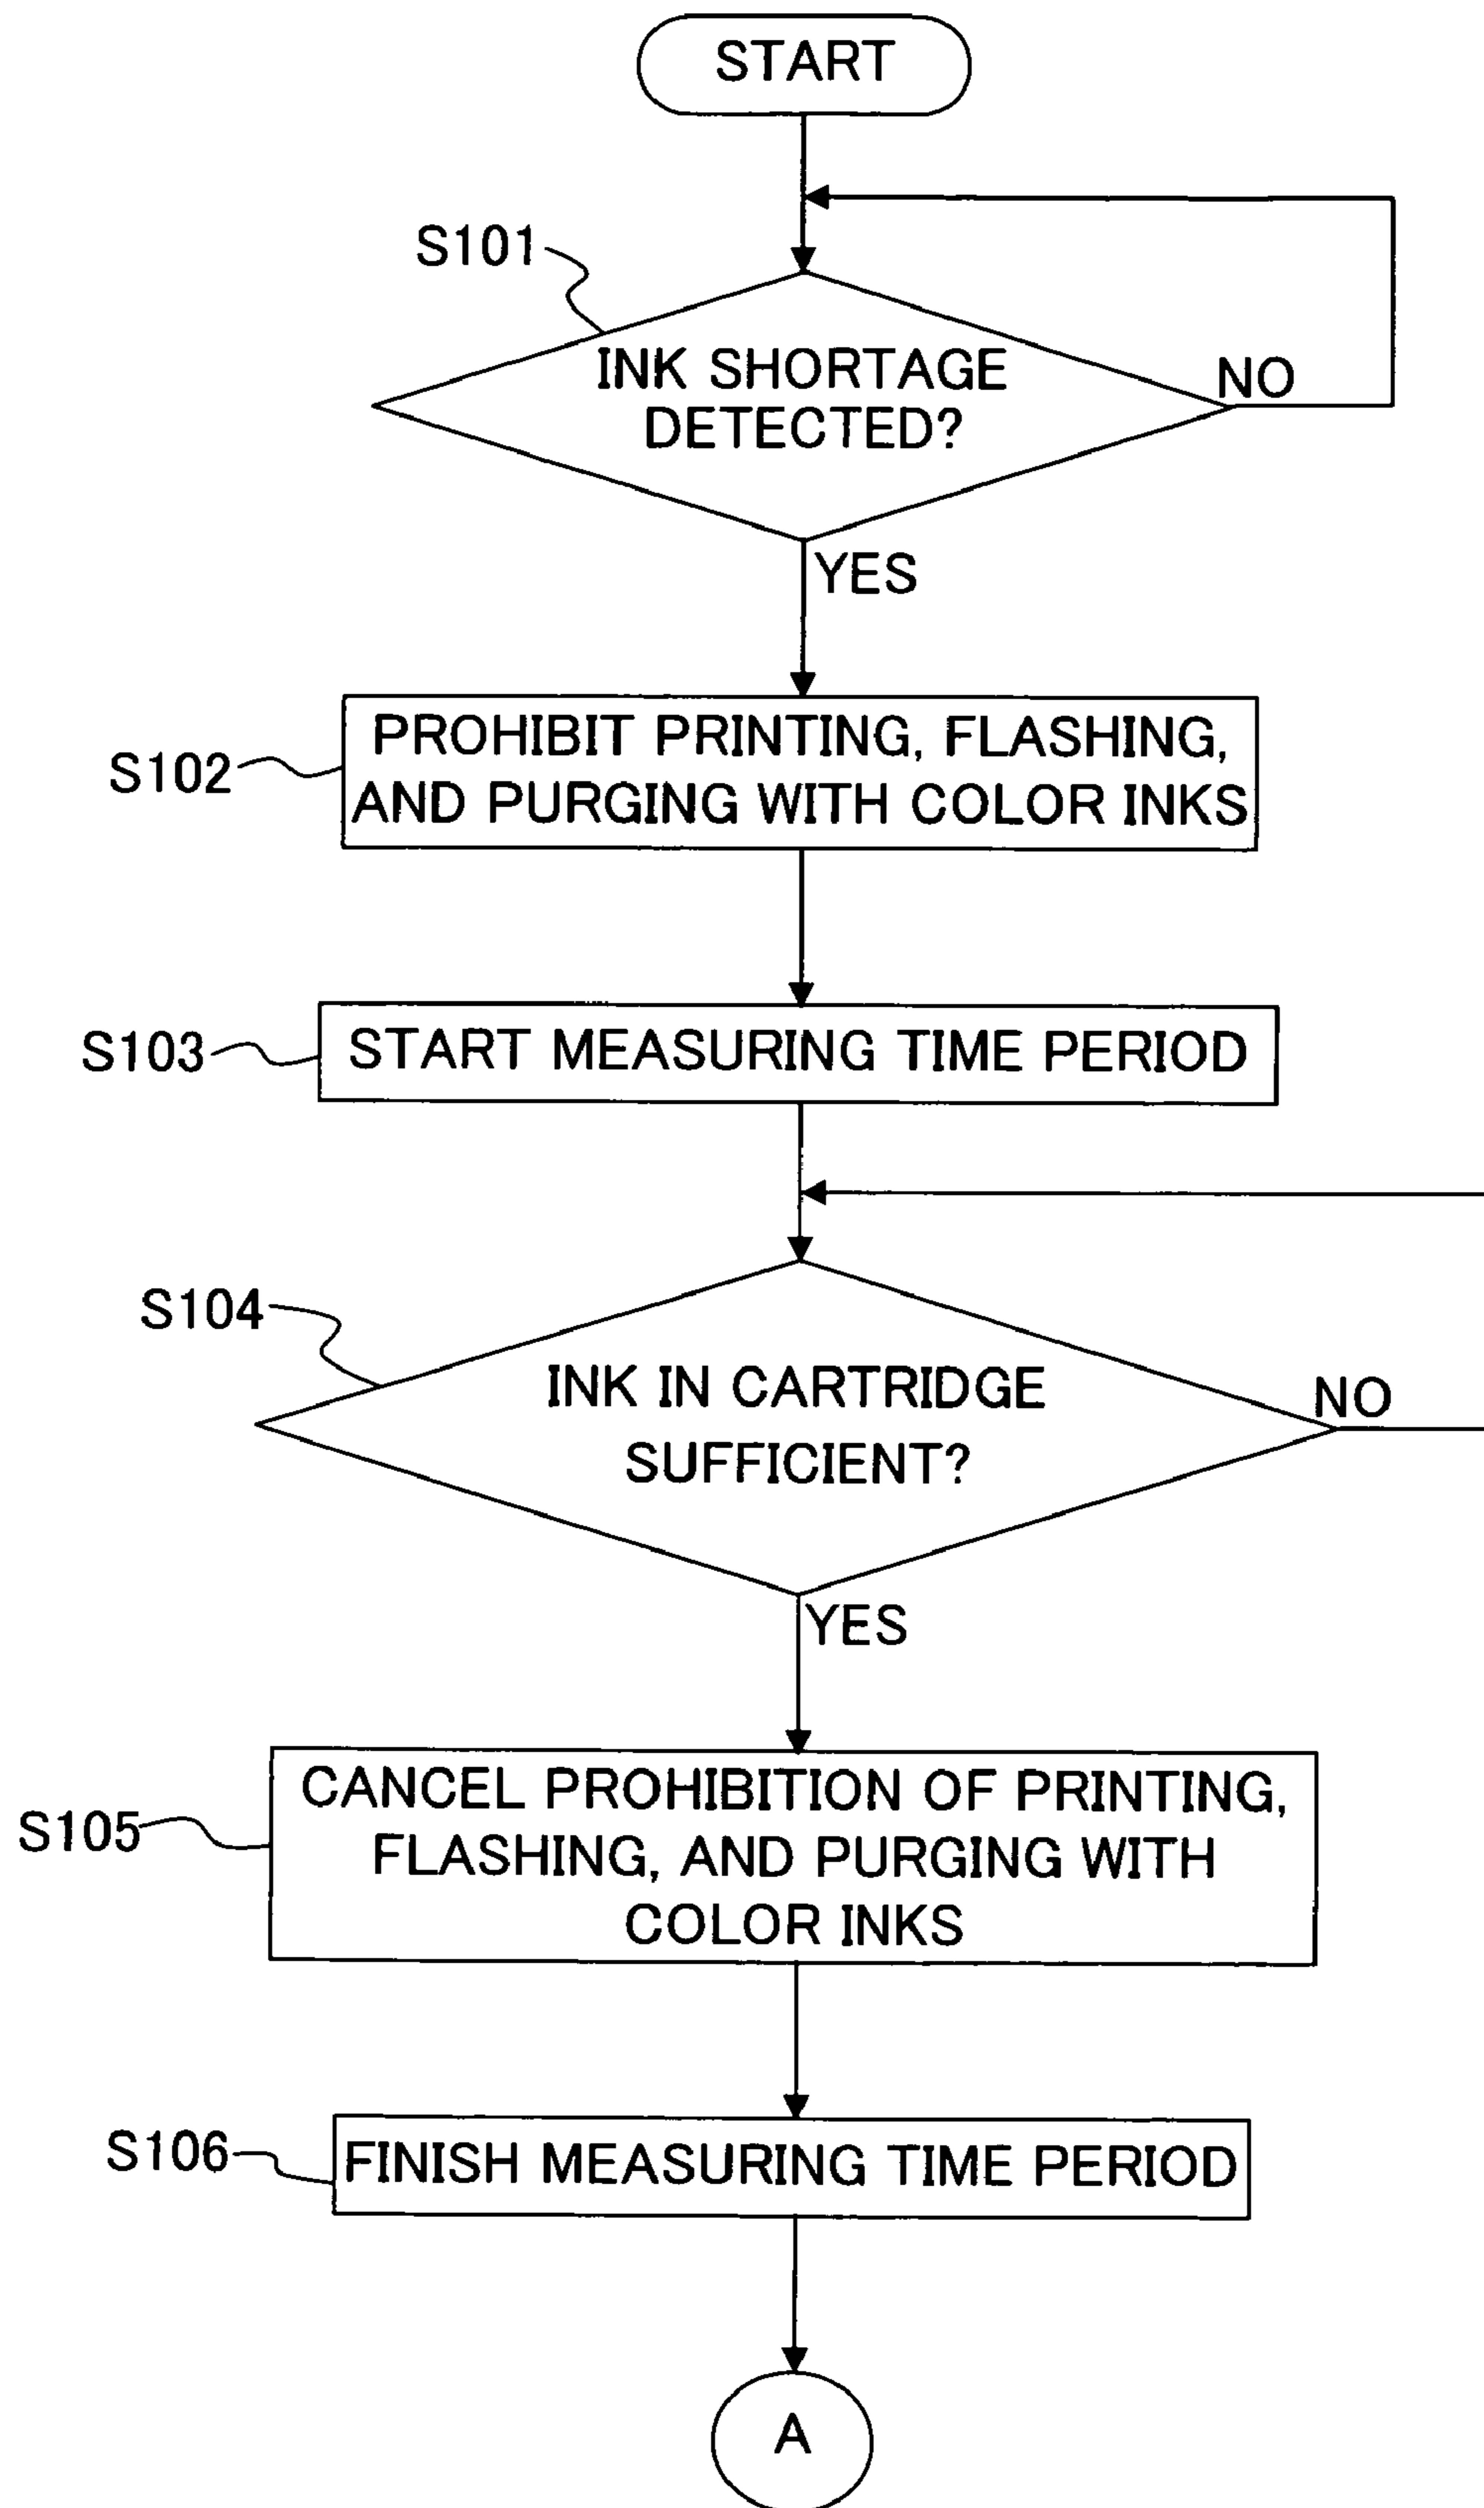 START
S101
INK SHORTAGE
DETECTED?
NO
YES
S102
PROHIBIT PRINTING, FLASHING,
AND PURGING WITH COLOR INKS
S103
START MEASURING TIME PERIOD
S104
INK IN CARTRIDGE
SUFFICIENT?
NO
YES
S105
CANCEL PROHIBITION OF PRINTING,
FLASHING, AND PURGING WITH
COLOR INKS
S106
FINISH MEASURING TIME PERIOD
A